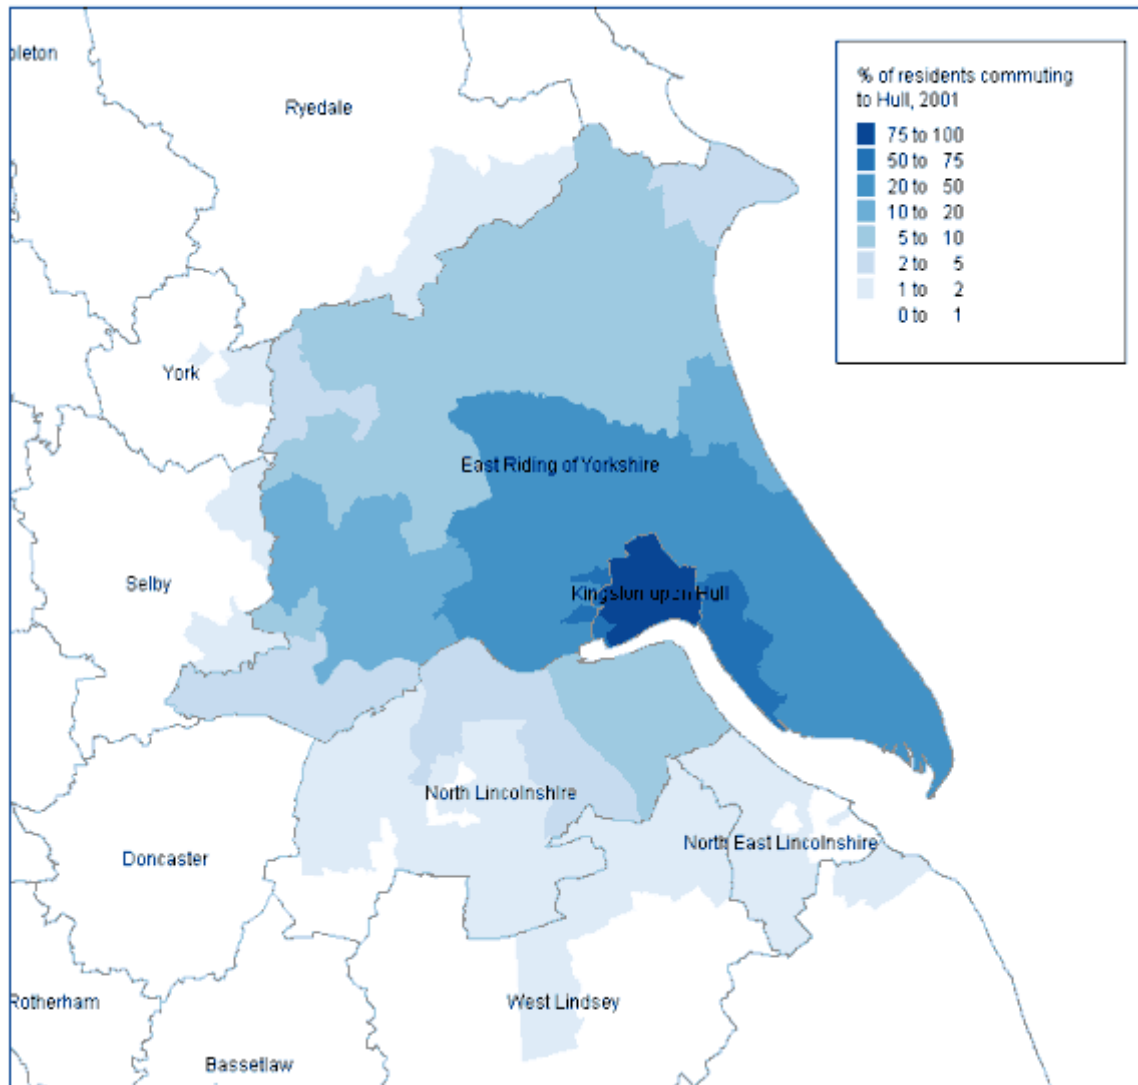 pleton
Ryedale
% of residents commuting
to Hull, 2001
75 to 100
50 to 75
20 to 50
10 to 20
5 to 10
2 to 5
1 to 2
0 to 1
York
East Riding of Yorkshire
Selby
Kingston upon Hull
North Lincolnshire
Doncaster
North East Lincolnshire
Rotherham
West Lindsey
Bassetlaw